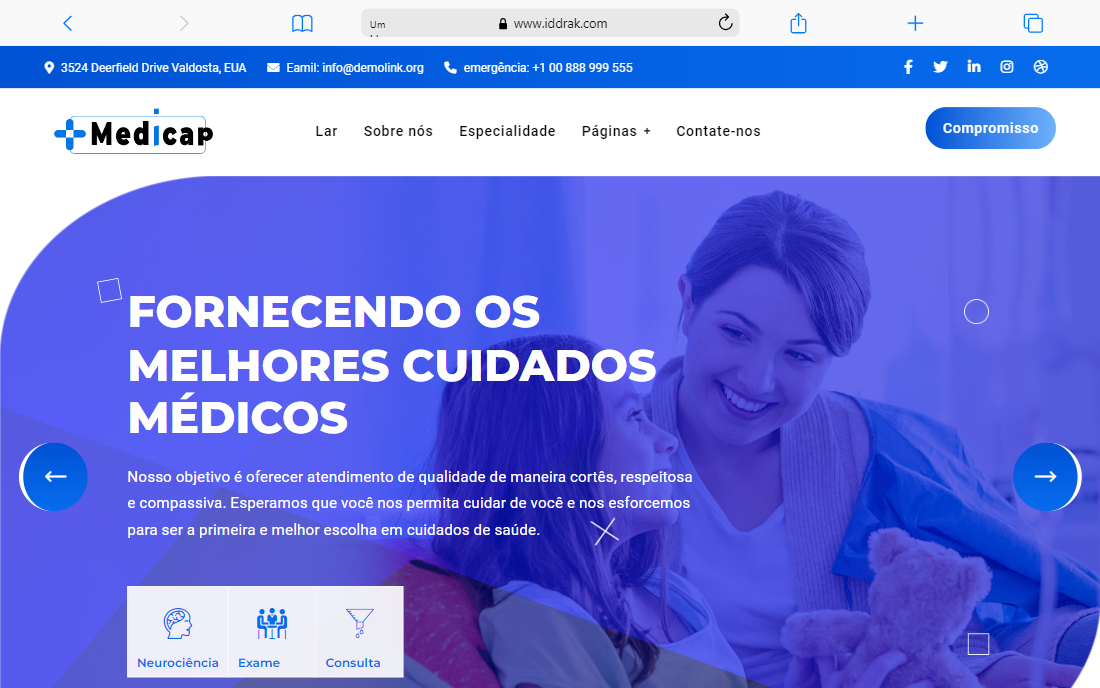 Um
www.iddrak.com
3524 Deerfield Drive Valdosta, EUA
Eamil: info@demolink.org
emergência: +1 00 888 999 555
Medicap
Lar
Sobre nós
Especialidade
Páginas +
Contate-nos
Compromisso
FORNECENDO OS
MELHORES CUIDADOS
MÉDICOS
Nosso objetivo é oferecer atendimento de qualidade de maneira cortês, respeitosa
e compassiva. Esperamos que você nos permita cuidar de você e nos esforcemos
para ser a primeira e melhor escolha em cuidados de saúde.
Neurociência
Exame
Consulta